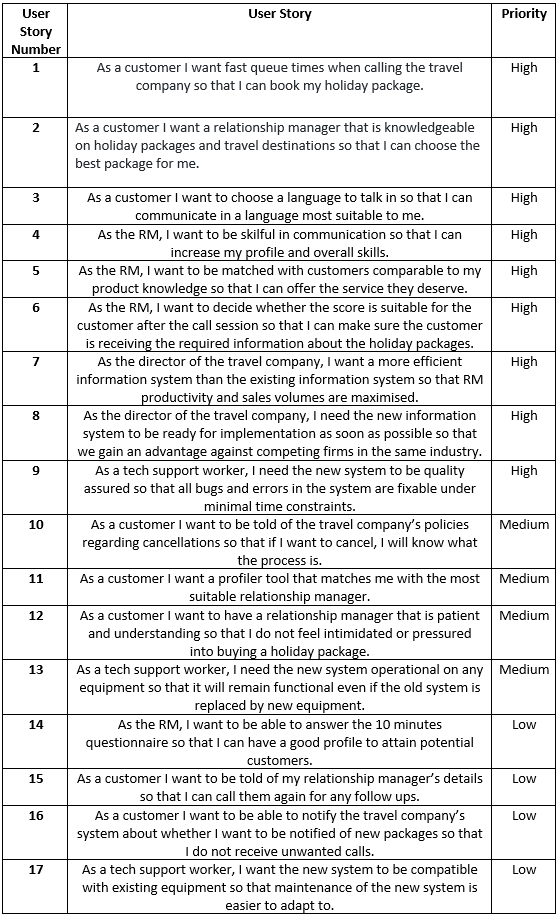 User Story Number User Story Priority
1 As a customer I want fast queue times when calling the travel High
company so that I can book my holiday package.
2 As a customer I want a relationship manager that is knowledgeable High
on holiday packages and travel destinations so that I can choose the
best package for me.
3 As a customer I want to choose a language to talk in so that I can High
communicate in a language most suitable to me.
4 As the RM, I want to be skilful in communication so that I can High
increase my profile and overall skills.
5 As the RM, I want to be matched with customers comparable to my High
product knowledge so that I can offer the service they deserve.
6 As the RM, I want to decide whether the score is suitable for the High
customer after the call session so that I can make sure the customer
is receiving the required information about the holiday packages.
7 As the director of the travel company, I want a more efficient High
information system than the existing information system so that RM
productivity and sales volumes are maximised.
8 As the director of the travel company, I need the new information High
system to be ready for implementation as soon as possible so that
we gain an advantage against competing firms in the same industry.
9 As a tech support worker, I need the new system to be quality High
assured so that all bugs and errors in the system are fixable under
minimal time constraints.
10 As a customer I want to be told of the travel company's policies Medium
regarding cancellations so that if I want to cancel, I will know what
the process is.
11 As a customer I want a profiler tool that matches me with the most Medium
suitable relationship manager.
12 As a customer I want to have a relationship manager that is patient Medium
and understanding so that I do not feel intimidated or pressured
into buying a holiday package.
13 As a tech support worker, I need the new system operational on any Medium
equipment so that it will remain functional even if the old system is
replaced by new equipment.
14 As the RM, I want to be able to answer the 10 minutes Low
questionnaire so that I can have a good profile to attain potential
customers.
15 As a customer I want to be told of my relationship manager's details Low
so that I can call them again for any follow ups.
16 As a customer I want to be able to notify the travel company's Low
system about whether I want to be notified of new packages so that
I do not receive unwanted calls.
17 As a tech support worker, I want the new system to be compatible Low
with existing equipment so that maintenance of the new system is
easier to adapt to.